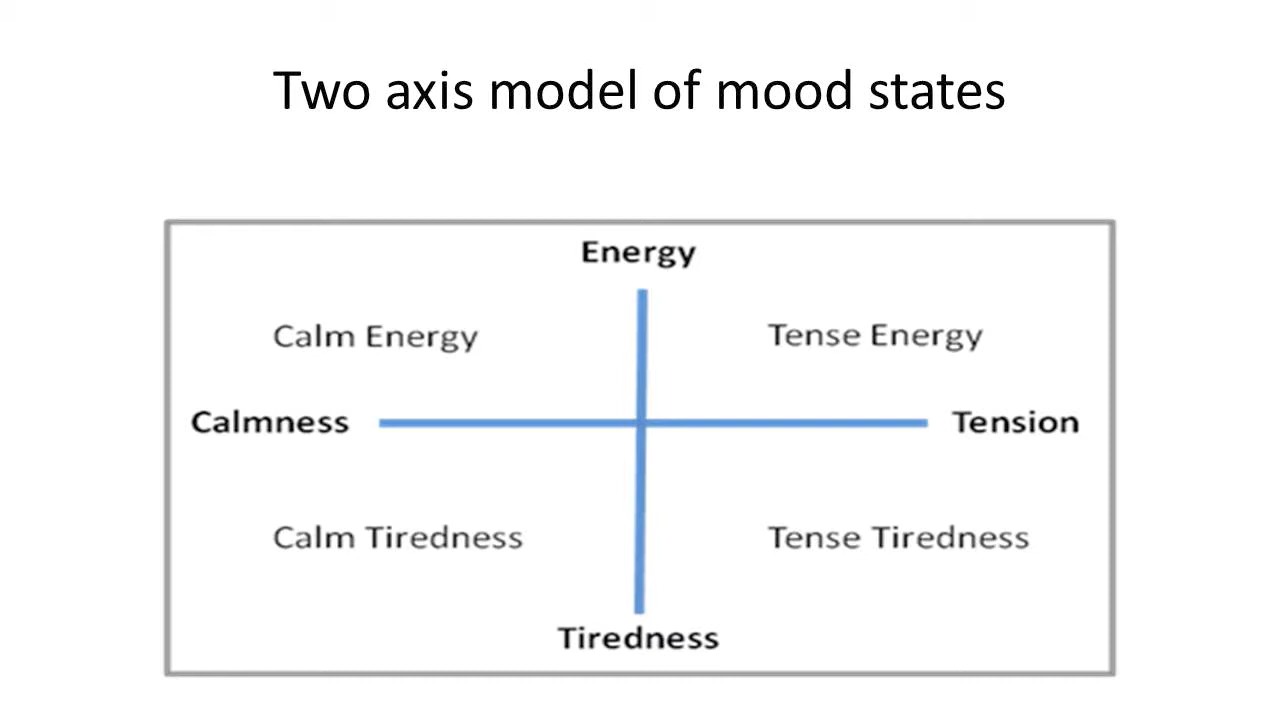 Two axis model of mood states
Energy
Calm Energy
Tense Energy
Calmness
Tension
Calm Tiredness
Tense Tiredness
Tiredness